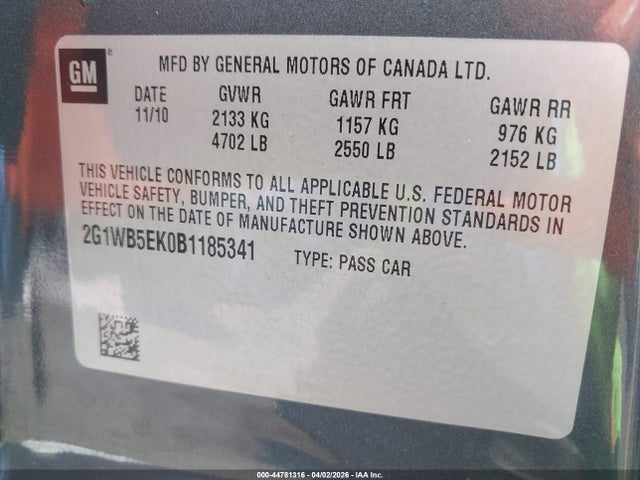 GM
MFD BY GENERAL MOTORS OF CANADA LTD.
DATE GVWR GAWR FRT GAWR RR
11/10 2133 KG 1157 KG 976 KG
4702 LB 2550 LB 2152 LB
THIS VEHICLE CONFORMS TO ALL APPLICABLE U.S. FEDERAL MOTOR
VEHICLE SAFETY, BUMPER, AND THEFT PREVENTION STANDARDS IN
EFFECT ON THE DATE OF MANUFACTURE SHOWN ABOVE.
2G1WB5EK0B1185341 TYPE: PASS CAR
000-44781316 - 04/02/2026 - IAA Inc.